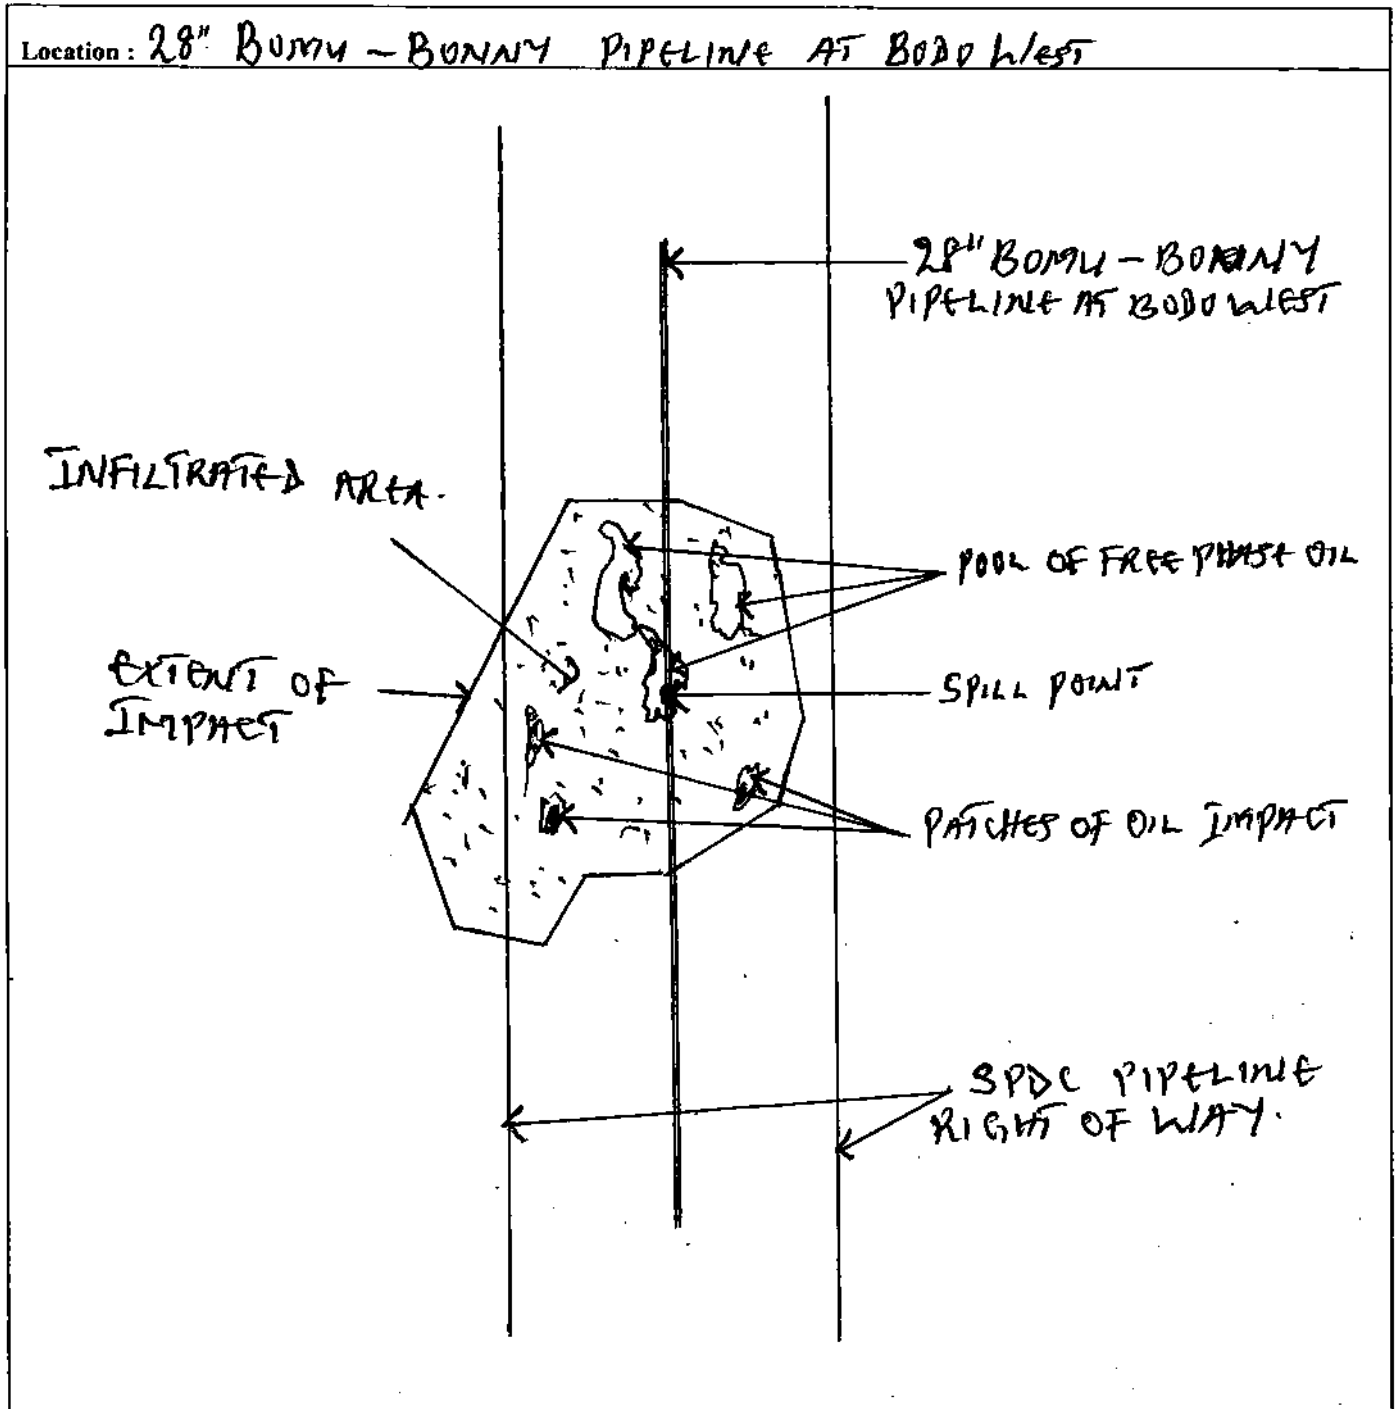 Location : 28" BOMU - BONNY PIPELINE AT BODO WEST
28" BOMU - BONNY
PIPELINE AT BODO WEST
INFILTRATED AREA.
POOL OF FREE PHASE OIL
EXTENT OF
IMPACT
SPILL POINT
PATCHES OF OIL IMPACT
SPDC PIPELINE
RIGHT OF WAY.